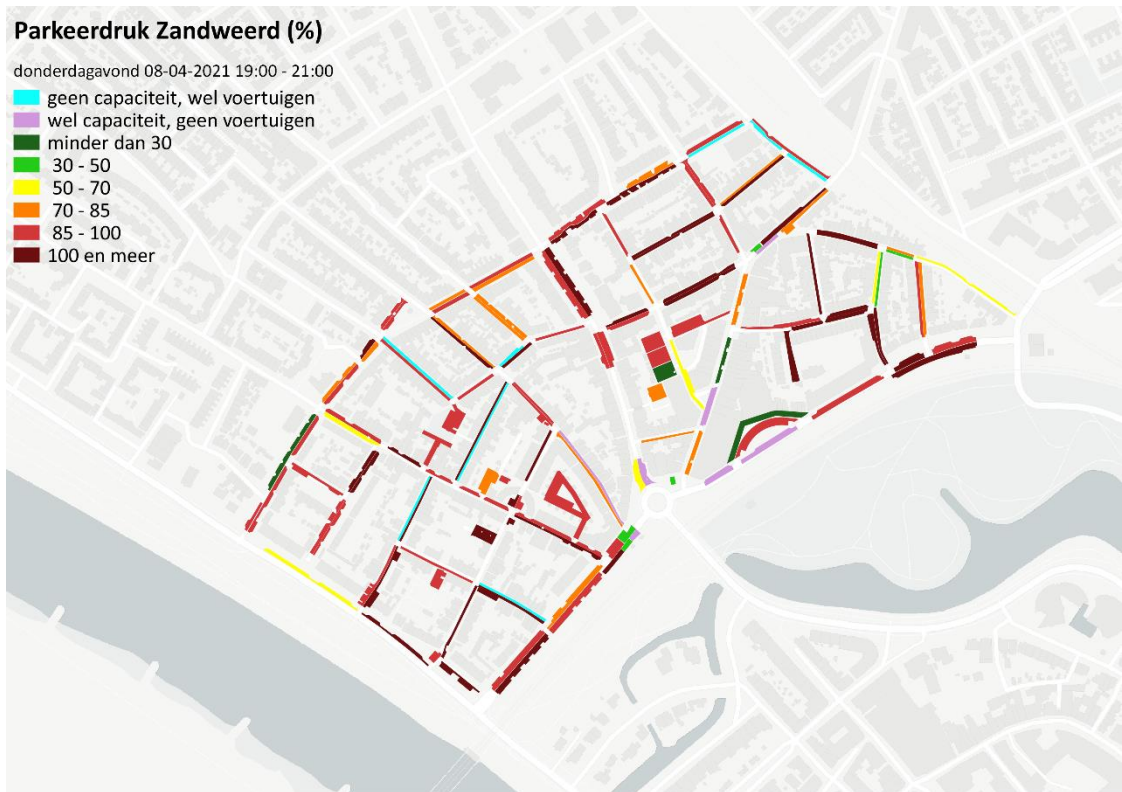 Parkeerdruk Zandweerd (%)
donderdagavond 08-04-2021 19:00 - 21:00
geen capaciteit, wel voertuigen
wel capaciteit, geen voertuigen
minder dan 30
30 - 50
50 - 70
70 - 85
85 - 100
100 en meer